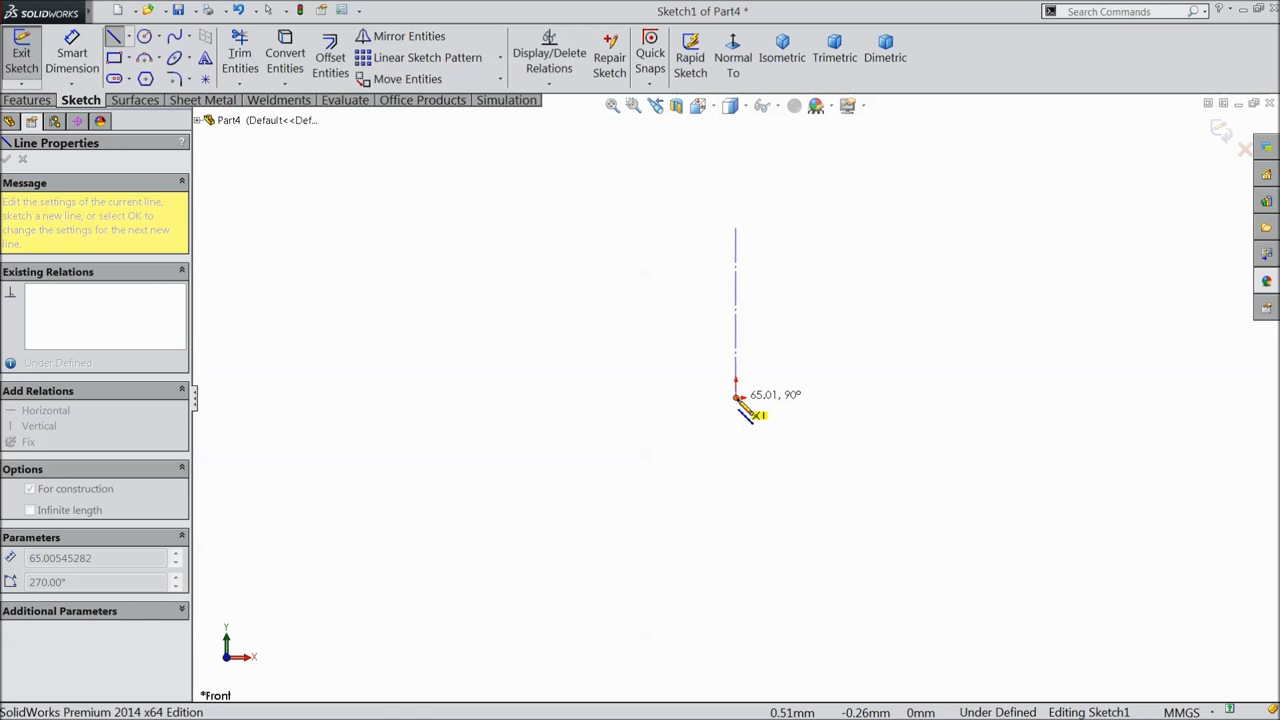 SOLIDWORKS
Sketch1 of Part4 *
Search Commands
Exit Sketch
Smart Dimension
Trim Entities
Convert Entities
Offset Entities
Mirror Entities
Linear Sketch Pattern
Move Entities
Display/Delete Relations
Repair Sketch
Quick Snaps
Rapid Sketch
Normal To
Isometric
Trimetric
Dimetric
Features
Sketch
Surfaces
Sheet Metal
Weldments
Evaluate
Office Products
Simulation
Part4 (Default<<Def...
Line Properties
?
Message
Edit the settings of the current line,
sketch a new line, or select OK to
change the settings for the next new
line.
Existing Relations
Under Defined
Add Relations
Horizontal
Vertical
Fix
Options
For construction
Infinite length
Parameters
65.00545282
270.00°
Additional Parameters
65.01, 90°
Y
X
*Front
SolidWorks Premium 2014 x64 Edition
0.51mm
-0.26mm
0mm
Under Defined
Editing Sketch1
MMGS